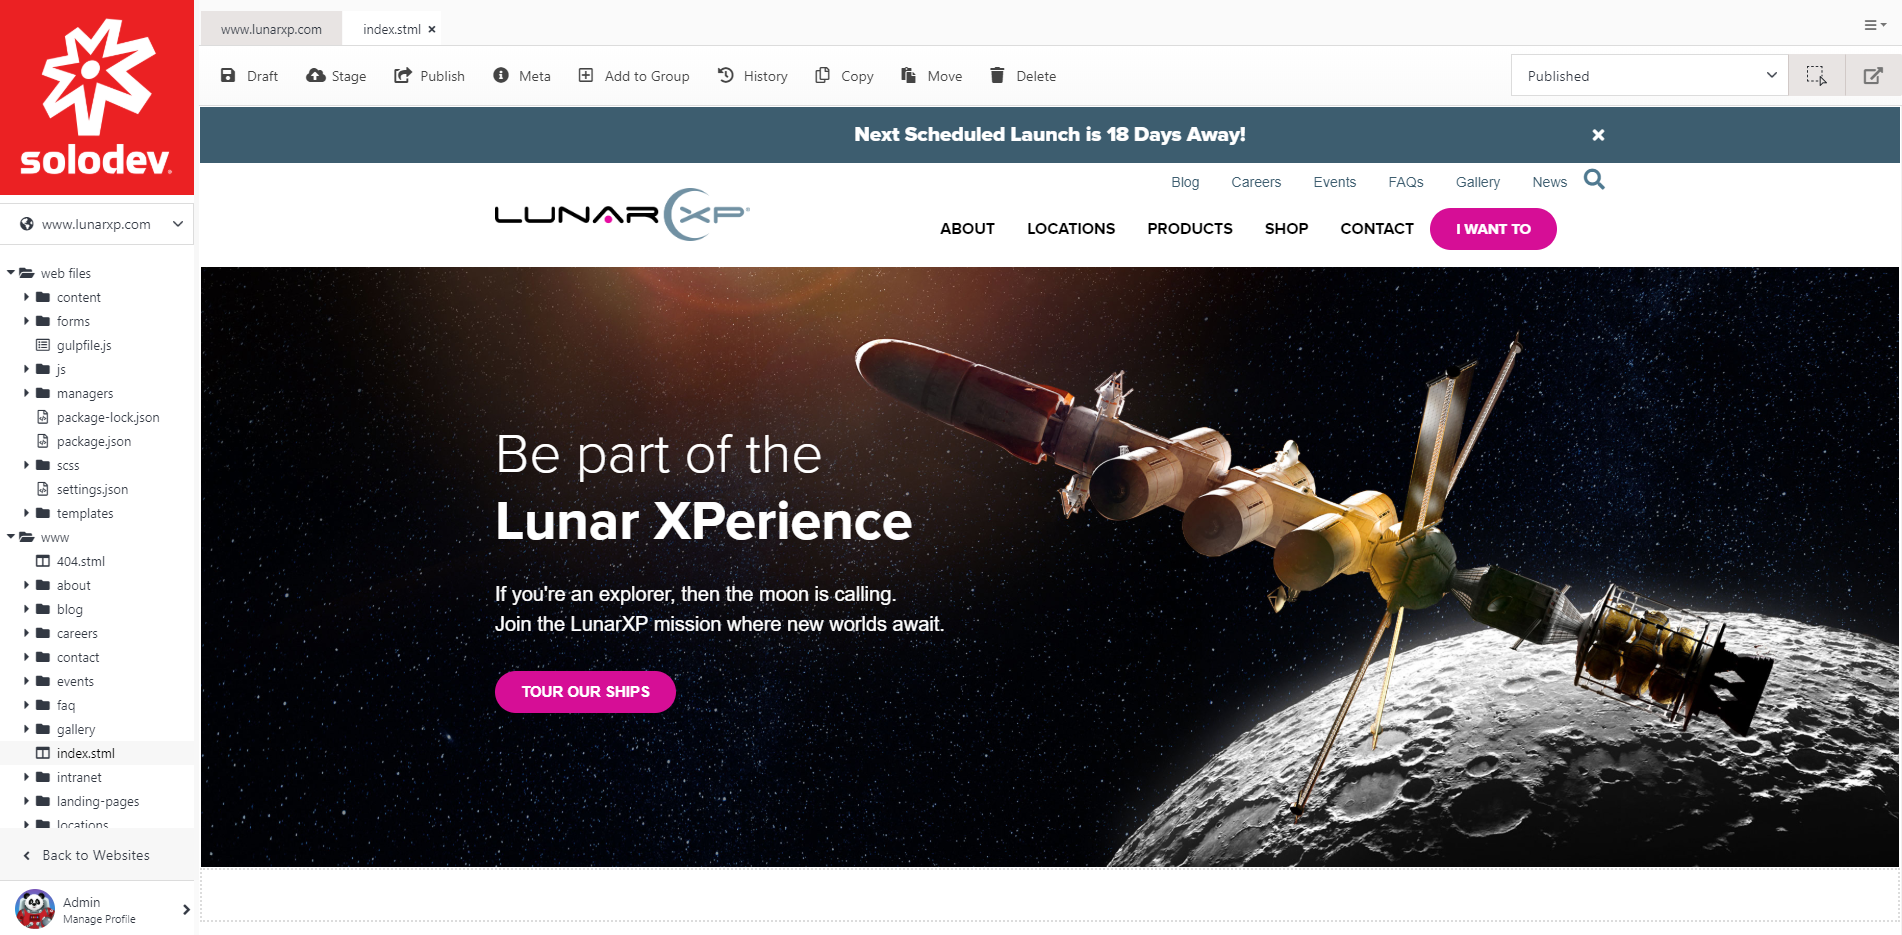 solodev
www.lunarxp.com
web files
content
forms
gulpfile.js
js
managers
package-lock.json
package.json
scss
settings.json
templates
www
404.stml
about
blog
careers
contact
events
faq
gallery
index.stml
intranet
landing-pages
locations
Back to Websites
Admin
Manage Profile
www.lunarxp.com
index.stml
Draft Stage Publish Meta Add to Group History Copy Move Delete
Published
Next Scheduled Launch is 18 Days Away!
Blog Careers Events FAQs Gallery News
LUNAR XP
ABOUT LOCATIONS PRODUCTS SHOP CONTACT I WANT TO
Be part of the
Lunar XPerience
If you're an explorer, then the moon is calling.
Join the LunarXP mission where new worlds await.
TOUR OUR SHIPS